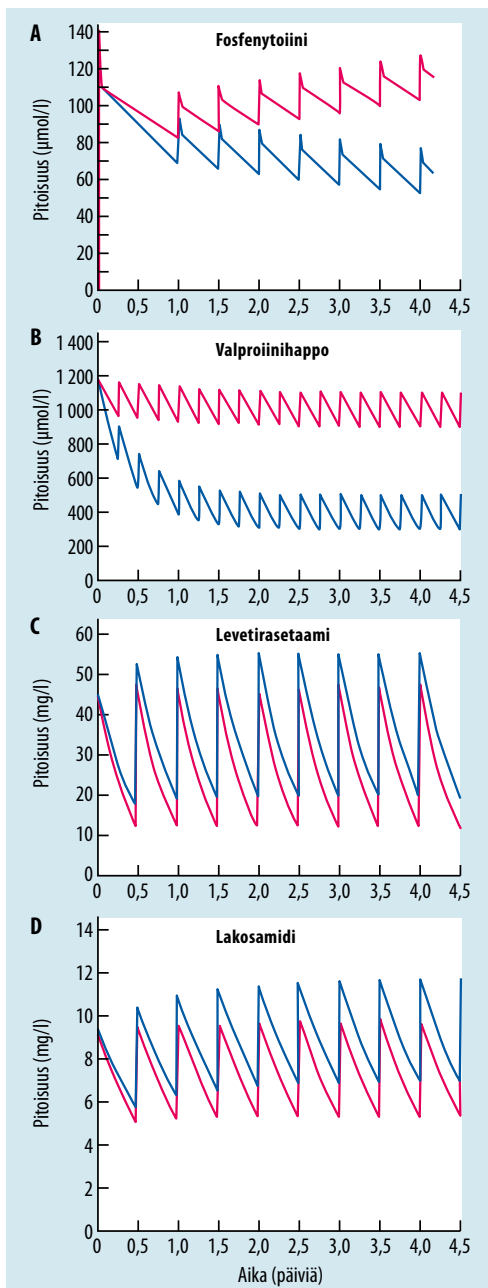 A Fosfenytoiini
Pitoisuus (µmol/l)
140
120
100
80
60
40
20
0
0 0,5 1,0 1,5 2,0 2,5 3,0 3,5 4,0 4,5
B Valproiinihappo
Pitoisuus (µmol/l)
1 400
1 200
1 000
800
600
400
200
0
0 0,5 1,0 1,5 2,0 2,5 3,0 3,5 4,0 4,5
C Levetirasetaami
Pitoisuus (mg/l)
60
50
40
30
20
10
0
0 0,5 1,0 1,5 2,0 2,5 3,0 3,5 4,0 4,5
D Lakosamidi
Pitoisuus (mg/l)
14
12
10
8
6
4
2
0
0 0,5 1,0 1,5 2,0 2,5 3,0 3,5 4,0 4,5
Aika (päiviä)